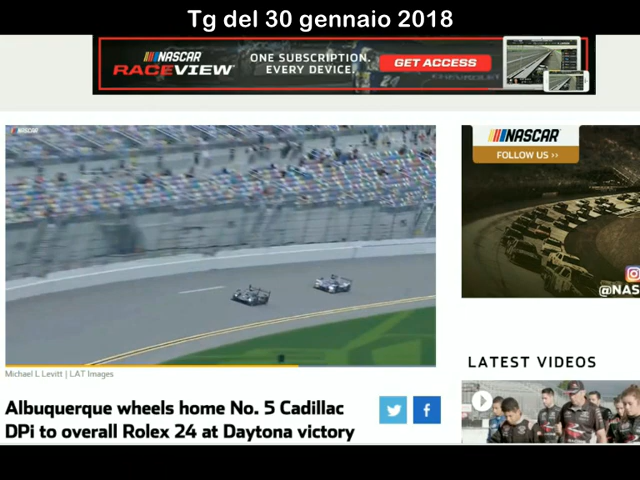 Tg del 30 gennaio 2018
NASCAR
RACEVIEW
ONE SUBSCRIPTION.
EVERY DEVICE.
GET ACCESS
24
CHEVROLET
NASCAR
NASCAR
FOLLOW US >>
@NAS
Michael L Levitt | LAT Images
LATEST VIDEOS
Albuquerque wheels home No. 5 Cadillac
DPi to overall Rolex 24 at Daytona victory